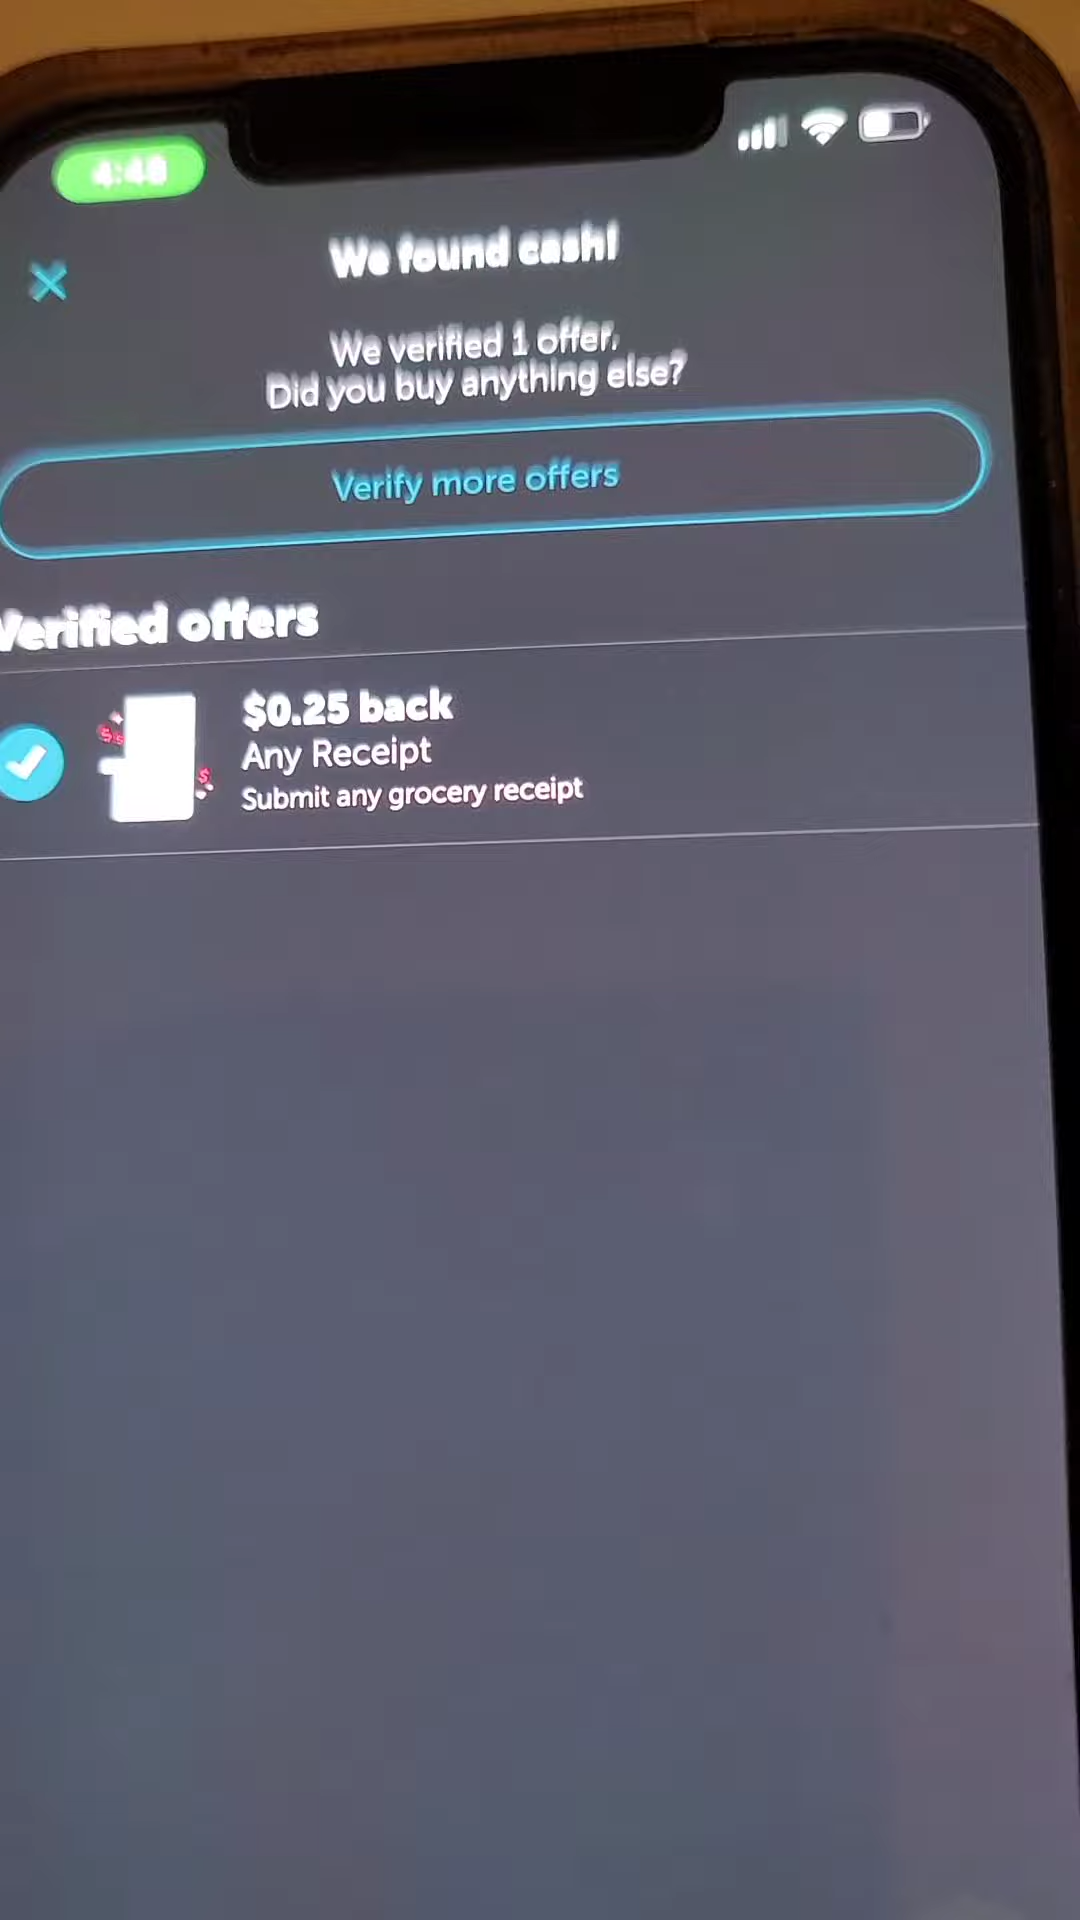 4:48
We found cash!
We verified 1 offer.
Did you buy anything else?
Verify more offers
Verified offers
$0.25 back
Any Receipt
Submit any grocery receipt